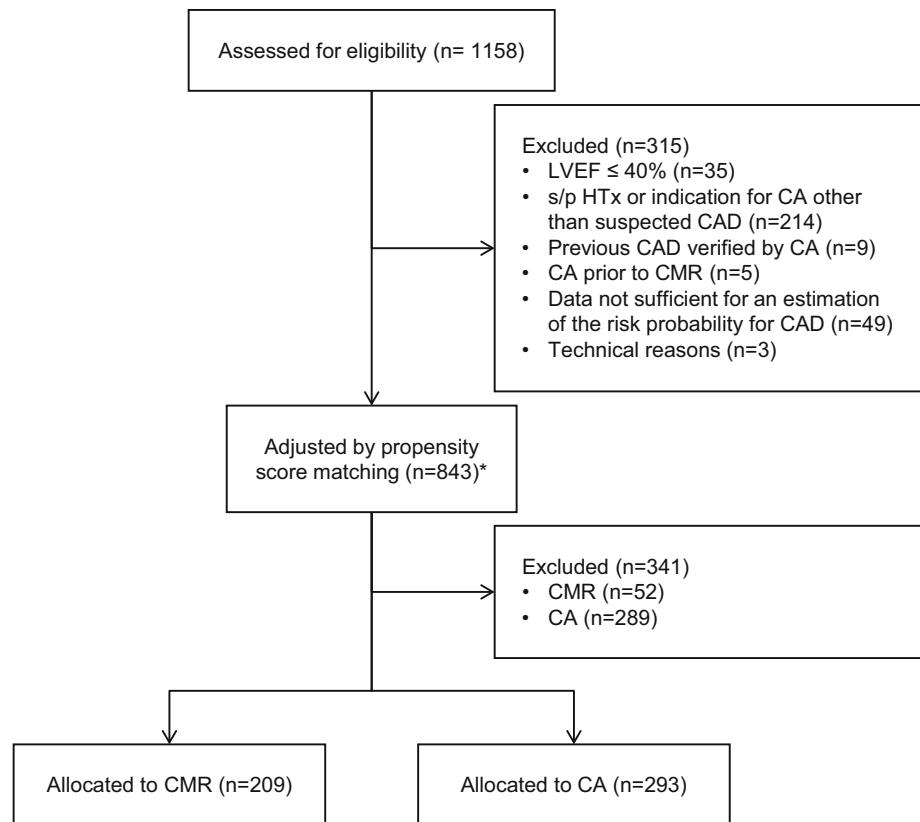 Assessed for eligibility (n= 1158)
Excluded (n=315)
• LVEF ≤ 40% (n=35)
• s/p HTx or indication for CA other
than suspected CAD (n=214)
• Previous CAD verified by CA (n=9)
• CA prior to CMR (n=5)
• Data not sufficient for an estimation
of the risk probability for CAD (n=49)
• Technical reasons (n=3)
Adjusted by propensity
score matching (n=843)*
Excluded (n=341)
• CMR (n=52)
• CA (n=289)
Allocated to CMR (n=209)
Allocated to CA (n=293)